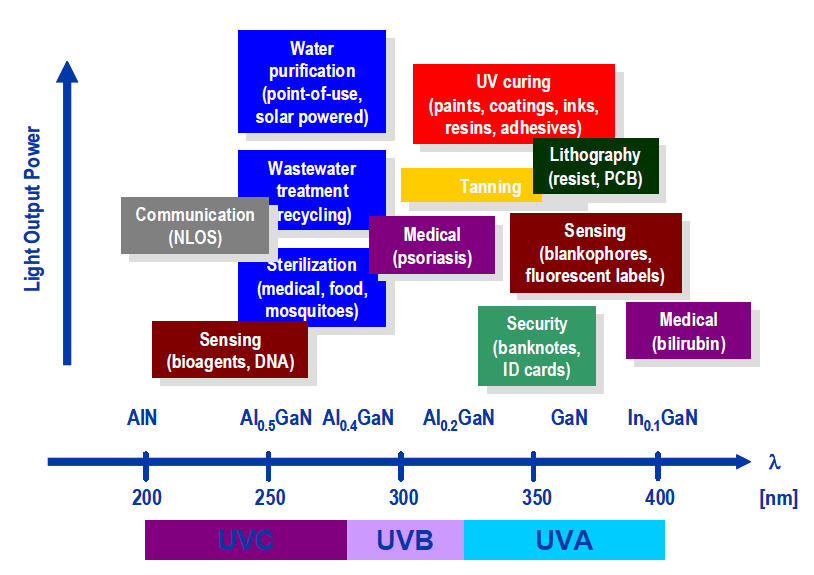 Light Output Power
Water
purification
(point-of-use,
solar powered)
UV curing
(paints, coatings, inks,
resins, adhesives)
Lithography
(resist, PCB)
Wastewater
treatment
recycling)
Tanning
Communication
(NLOS)
Medical
(psoriasis)
Sensing
(blankophores,
fluorescent labels)
Sterilization
(medical, food,
mosquitoes)
Sensing
(bioagents, DNA)
Security
(banknotes,
ID cards)
Medical
(bilirubin)
AlN Al0.5GaN Al0.4GaN Al0.2GaN GaN In0.1GaN
λ
200 250 300 350 400 [nm]
UVC UVB UVA